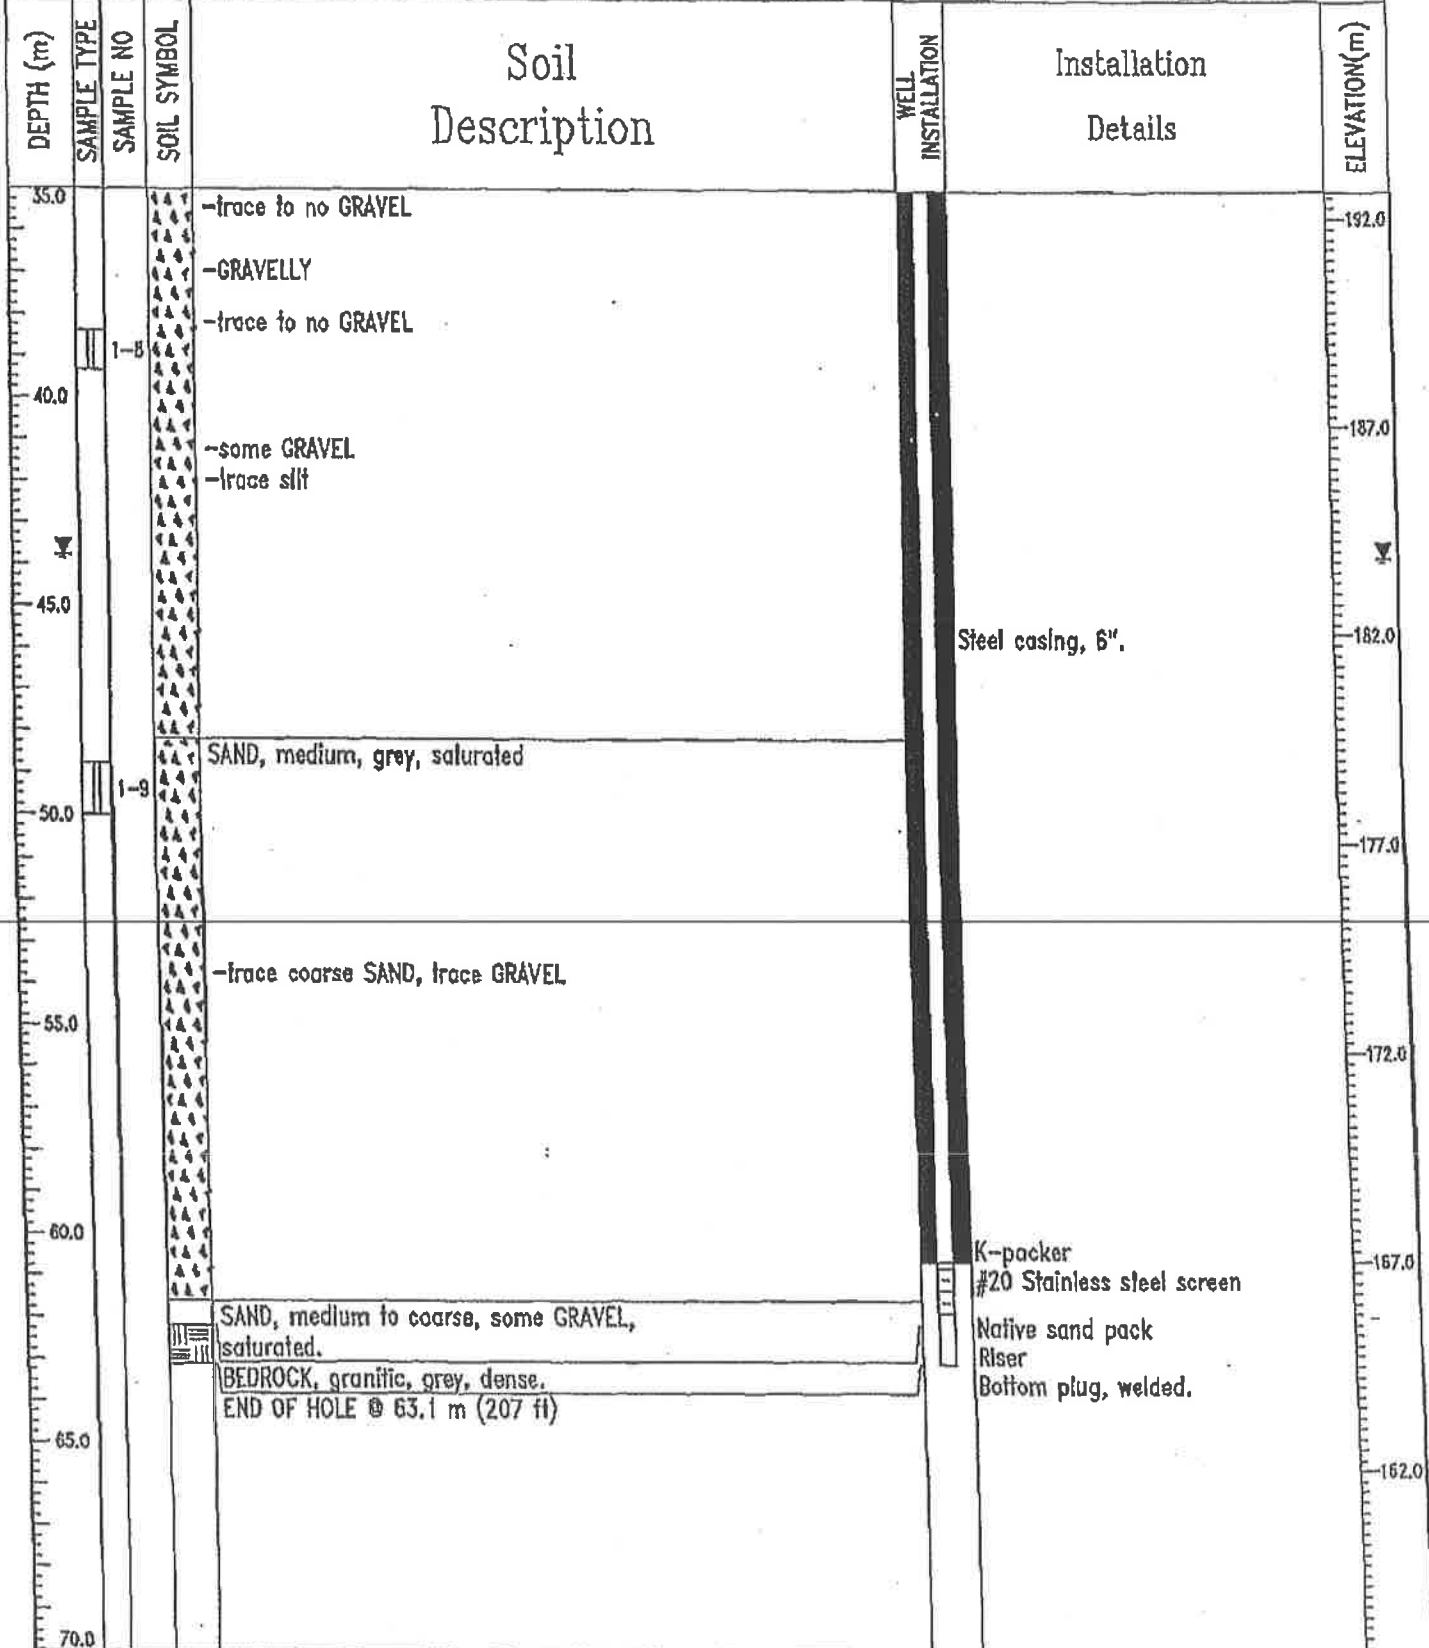 DEPTH (m)
SAMPLE TYPE
SAMPLE NO
SOIL SYMBOL
Soil
Description
WELL
INSTALLATION
Installation
Details
ELEVATION(m)
35.0
-trace to no GRAVEL
192.0
-GRAVELLY
-trace to no GRAVEL
1-8
40.0
187.0
-some GRAVEL
-trace silt
45.0
Steel casing, 6".
182.0
SAND, medium, grey, saturated
1-9
50.0
177.0
-trace coarse SAND, trace GRAVEL
55.0
172.0
60.0
K-packer
167.0
#20 Stainless steel screen
SAND, medium to coarse, some GRAVEL,
saturated.
Native sand pack
Riser
BEDROCK, granitic, grey, dense.
Bottom plug, welded.
END OF HOLE @ 63.1 m (207 ft)
65.0
162.0
70.0